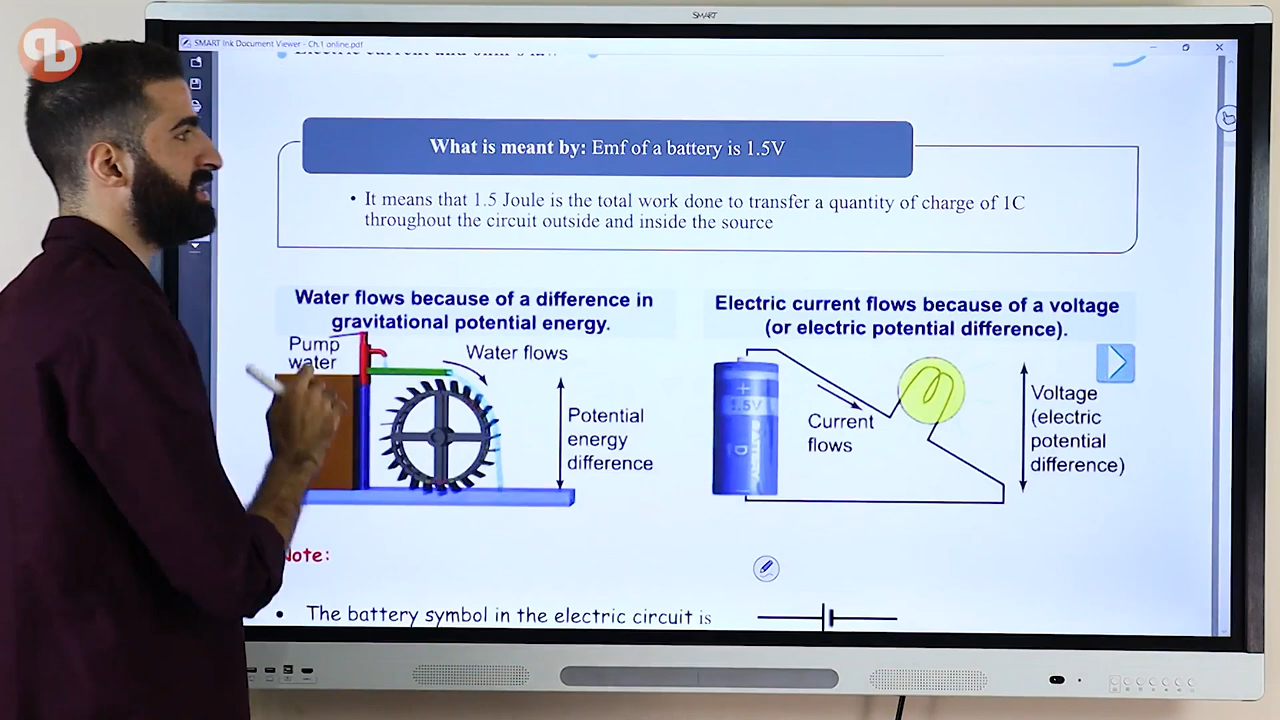 SMART
SMART Ink Document Viewer - Ch.1 online.pdf
What is meant by: Emf of a battery is 1.5V
• It means that 1.5 Joule is the total work done to transfer a quantity of charge of 1C
throughout the circuit outside and inside the source
Water flows because of a difference in
gravitational potential energy.
Pump
water
Water flows
Potential
energy
difference
Electric current flows because of a voltage
(or electric potential difference).
+
1.5V
D
Current
flows
Voltage
(electric
potential
difference)
Note:
• The battery symbol in the electric circuit is